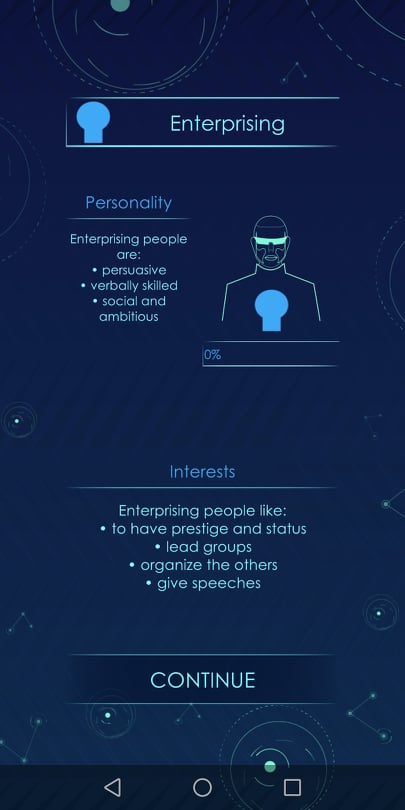 Enterprising
Personality
Enterprising people
are:
• persuasive
• verbally skilled
• social and
ambitious
0%
Interests
Enterprising people like:
• to have prestige and status
• lead groups
• organize the others
• give speeches
CONTINUE